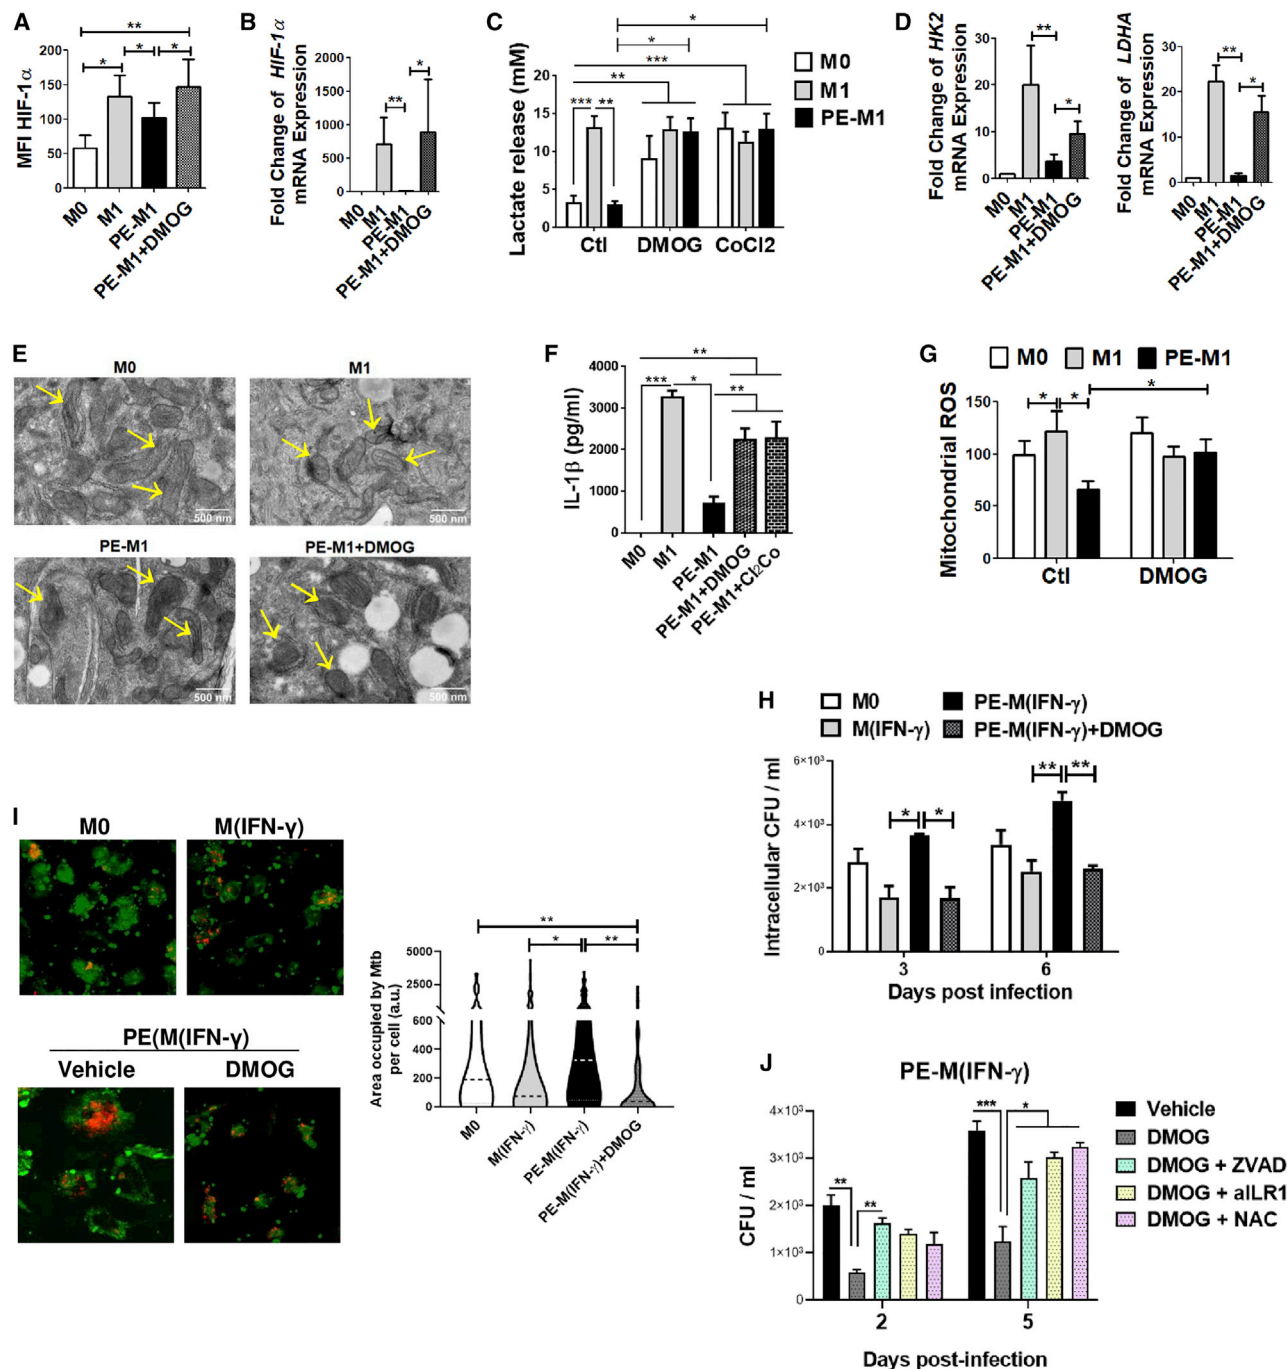 A
MFI HIF-1α
200
150
100
50
0
**
*
*
*
M0
M1
PE-M1
PE-M1+DMOG
B
Fold Change of HIF-1α
mRNA Expression
2000
1500
1000
500
0
**
*
M0
M1
PE-M1
PE-M1+DMOG
C
Lactate release (mM)
20
15
10
5
0
*
*
***
**
***
**
Ctl
DMOG
CoCl2
M0
M1
PE-M1
D
Fold Change of HK2
mRNA Expression
30
20
10
0
**
*
M0
M1
PE-M1
PE-M1+DMOG
Fold Change of LDHA
mRNA Expression
30
20
10
0
**
*
M0
M1
PE-M1
PE-M1+DMOG
E
M0
500 nm
M1
500 nm
PE-M1
500 nm
PE-M1+DMOG
500 nm
F
IL-1β (pg/ml)
4000
3000
2000
1000
0
**
***
*
**
M0
M1
PE-M1
PE-M1+DMOG
PE-M1+Cl2Co
G
M0
M1
PE-M1
Mitochondrial ROS
150
100
50
0
*
*
*
Ctl
DMOG
H
M0
PE-M(IFN-γ)
M(IFN-γ)
PE-M(IFN-γ)+DMOG
Intracellular CFU / ml
6×10³
4×10³
2×10³
0
*
*
**
**
3
6
Days post infection
I
M0
M(IFN-γ)
PE(M(IFN-γ)
Vehicle
DMOG
Area occupied by Mtb
per cell (a.u.)
5000
2500
600
400
200
0
**
*
**
M0
M(IFN-γ)
PE-M(IFN-γ)
PE-M(IFN-γ)+DMOG
J
PE-M(IFN-γ)
CFU / ml
4×10³
3×10³
2×10³
1×10³
0
**
**
***
*
2
5
Days post-infection
Vehicle
DMOG
DMOG + ZVAD
DMOG + aILR1
DMOG + NAC